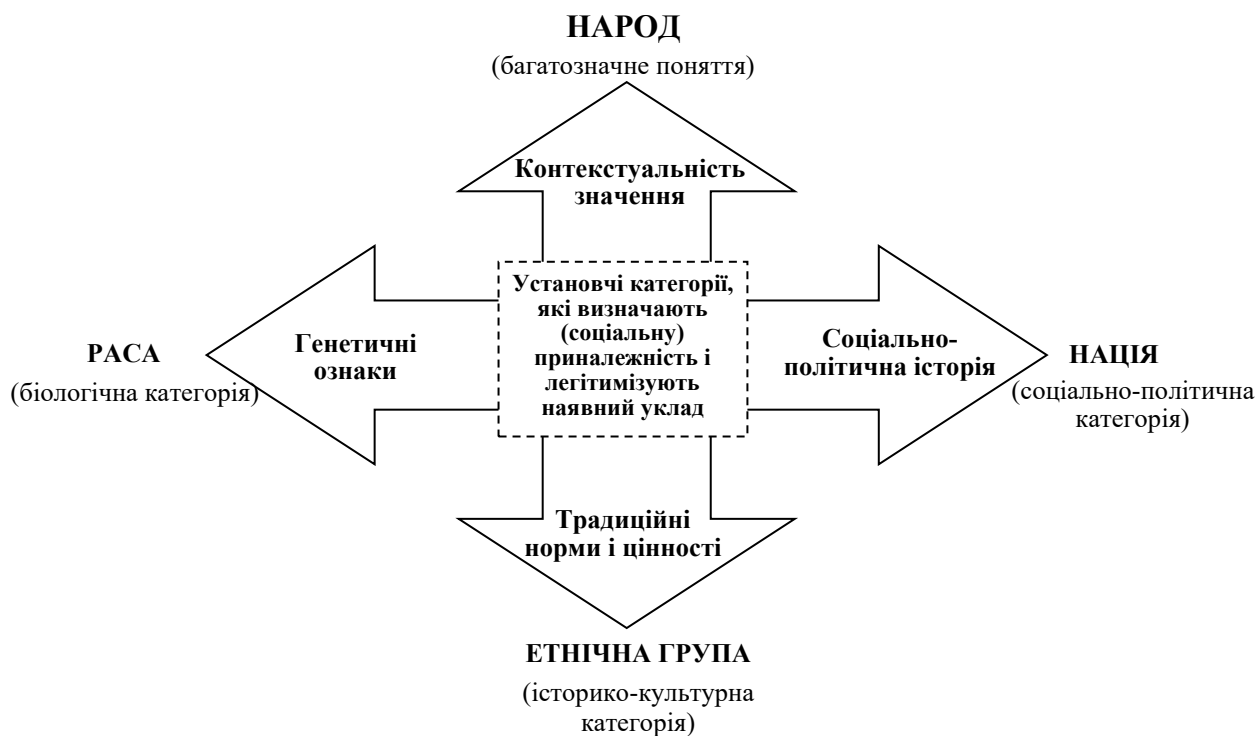 НАРОД
(багатозначне поняття)
Контекстуальність
значення
Установчі категорії,
які визначають
(соціальну)
приналежність і
легітимізують
наявний уклад
РАСА
(біологічна категорія)
Генетичні
ознаки
Соціально-
політична історія
НАЦІЯ
(соціально-політична
категорія)
Традиційні
норми і цінності
ЕТНІЧНА ГРУПА
(історико-культурна
категорія)